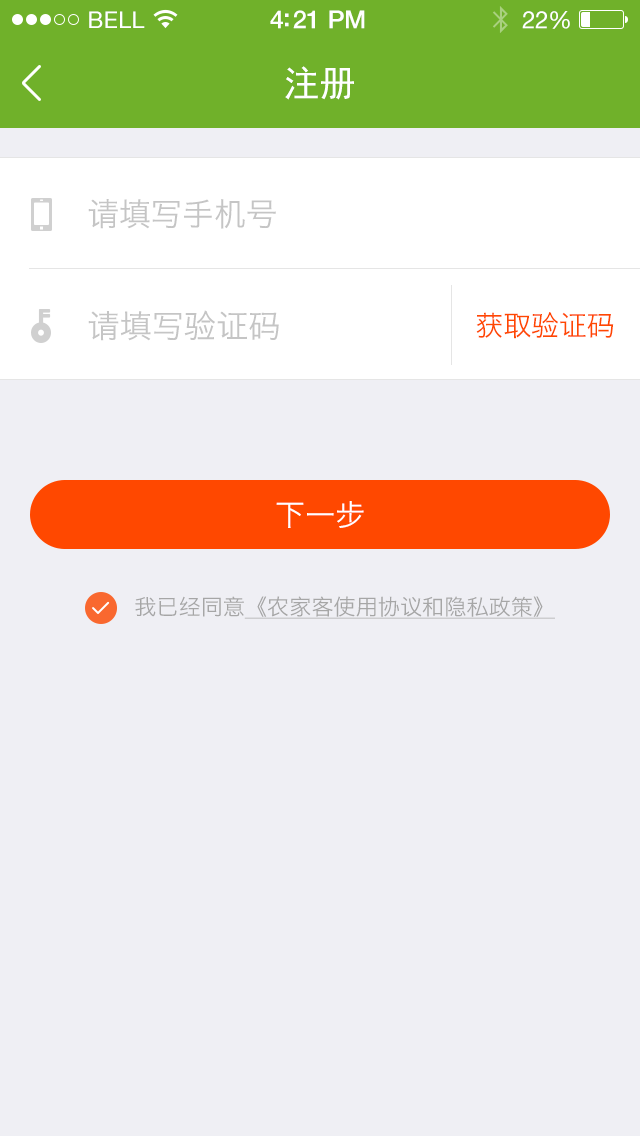 BELL 4:21 PM 22%
注册
请填写手机号
请填写验证码 获取验证码
下一步
我已经同意《农家客使用协议和隐私政策》